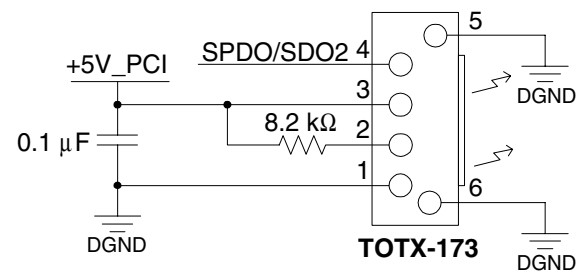 5
SPDO/SDO2 4
+5V_PCI
3
DGND
8.2 kΩ
2
0.1 μF
1
6
DGND
TOTX-173
DGND